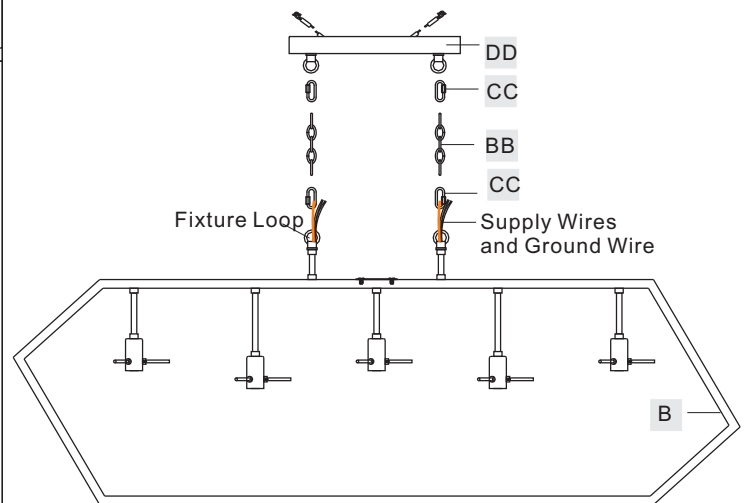 DD
CC
BB
CC
Fixture Loop
Supply Wires
and Ground Wire
B